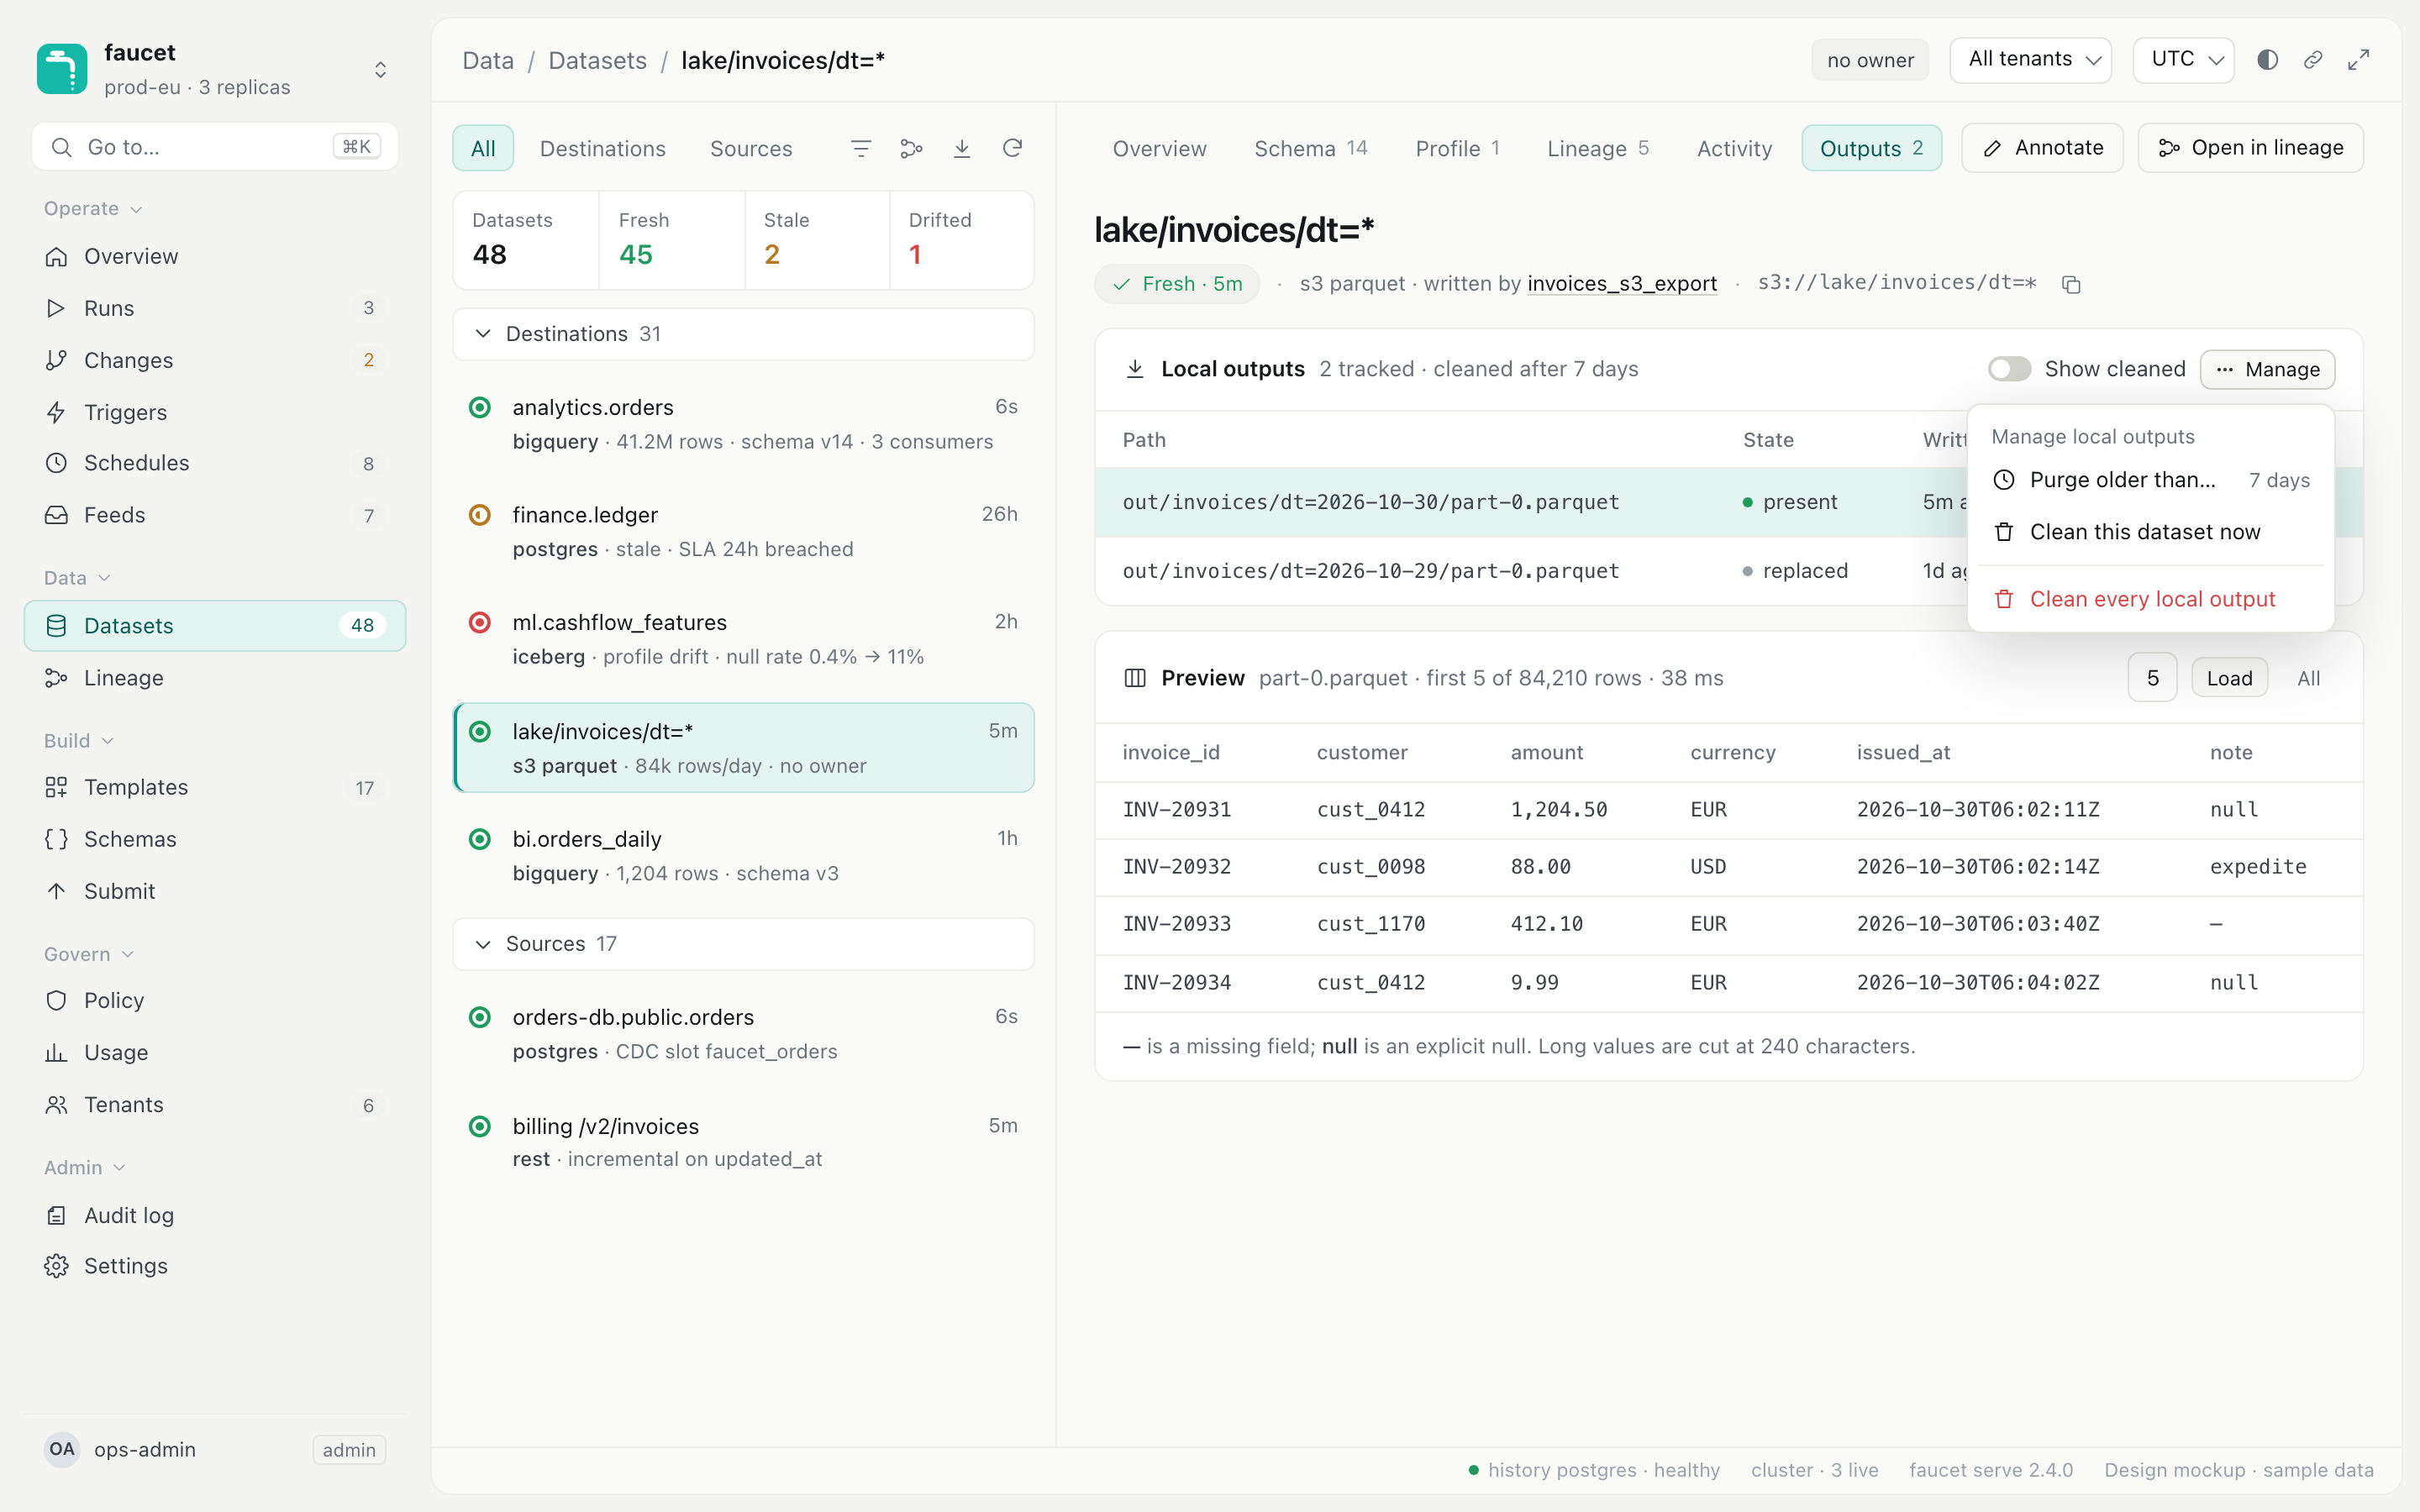 faucet
prod-eu · 3 replicas
Go to...
⌘K
Operate
Overview
Runs 3
Changes 2
Triggers
Schedules 8
Feeds 7
Data
Datasets 48
Lineage
Build
Templates 17
Schemas
Submit
Govern
Policy
Usage
Tenants 6
Admin
Audit log
Settings
OA ops-admin admin
Data / Datasets / lake/invoices/dt=*
no owner
All tenants
UTC
All Destinations Sources
Datasets Fresh Stale Drifted
48 45 2 1
Destinations 31
analytics.orders 6s
bigquery · 41.2M rows · schema v14 · 3 consumers
finance.ledger 26h
postgres · stale · SLA 24h breached
ml.cashflow_features 2h
iceberg · profile drift · null rate 0.4% → 11%
lake/invoices/dt=* 5m
s3 parquet · 84k rows/day · no owner
bi.orders_daily 1h
bigquery · 1,204 rows · schema v3
Sources 17
orders-db.public.orders 6s
postgres · CDC slot faucet_orders
billing /v2/invoices 5m
rest · incremental on updated_at
Overview Schema 14 Profile 1 Lineage 5 Activity Outputs 2 Annotate Open in lineage
lake/invoices/dt=*
Fresh · 5m · s3 parquet · written by invoices_s3_export · s3://lake/invoices/dt=*
Local outputs 2 tracked · cleaned after 7 days Show cleaned Manage
Path State
out/invoices/dt=2026-10-30/part-0.parquet present 5m
out/invoices/dt=2026-10-29/part-0.parquet replaced 1d
Manage local outputs
Purge older than... 7 days
Clean this dataset now
Clean every local output
Preview part-0.parquet · first 5 of 84,210 rows · 38 ms 5 Load All
invoice_id customer amount currency issued_at note
INV-20931 cust_0412 1,204.50 EUR 2026-10-30T06:02:11Z null
INV-20932 cust_0098 88.00 USD 2026-10-30T06:02:14Z expedite
INV-20933 cust_1170 412.10 EUR 2026-10-30T06:03:40Z —
INV-20934 cust_0412 9.99 EUR 2026-10-30T06:04:02Z null
— is a missing field; null is an explicit null. Long values are cut at 240 characters.
history postgres · healthy cluster · 3 live faucet serve 2.4.0 Design mockup · sample data